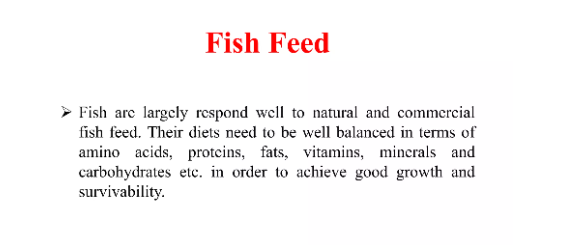 Fish Feed
➢ Fish are largely respond well to natural and commercial
fish feed. Their diets need to be well balanced in terms of
amino acids, proteins, fats, vitamins, minerals and
carbohydrates etc. in order to achieve good growth and
survivability.